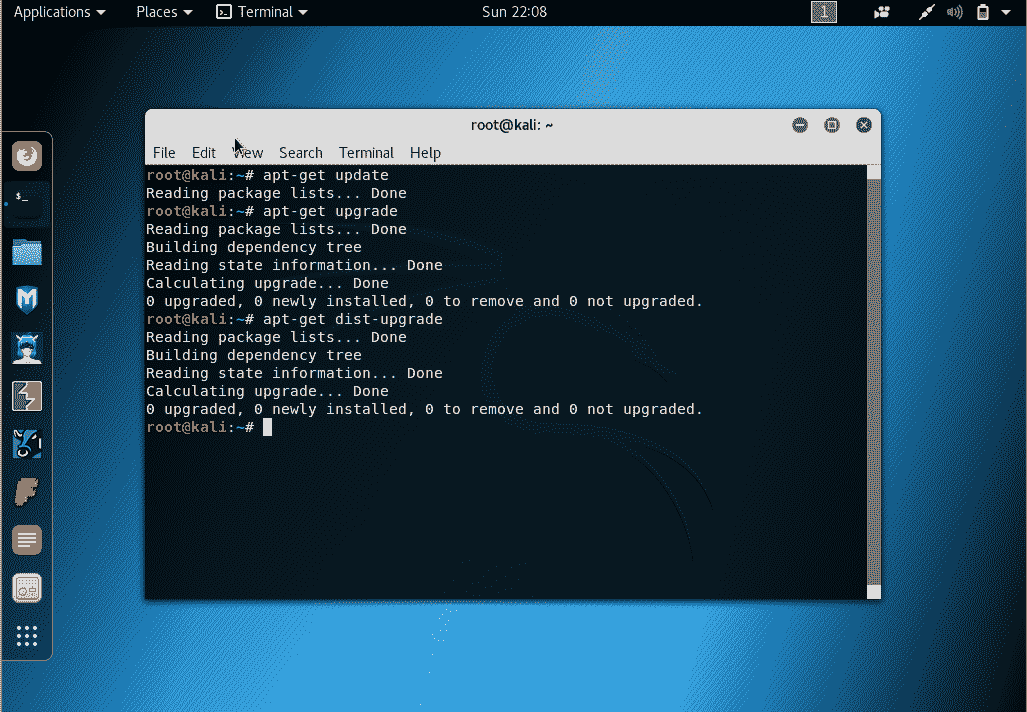 Applications Places Terminal Sun 22:08 1
root@kali: ~
File Edit View Search Terminal Help
root@kali:~# apt-get update
Reading package lists... Done
root@kali:~# apt-get upgrade
Reading package lists... Done
Building dependency tree
Reading state information... Done
Calculating upgrade... Done
0 upgraded, 0 newly installed, 0 to remove and 0 not upgraded.
root@kali:~# apt-get dist-upgrade
Reading package lists... Done
Building dependency tree
Reading state information... Done
Calculating upgrade... Done
0 upgraded, 0 newly installed, 0 to remove and 0 not upgraded.
root@kali:~#